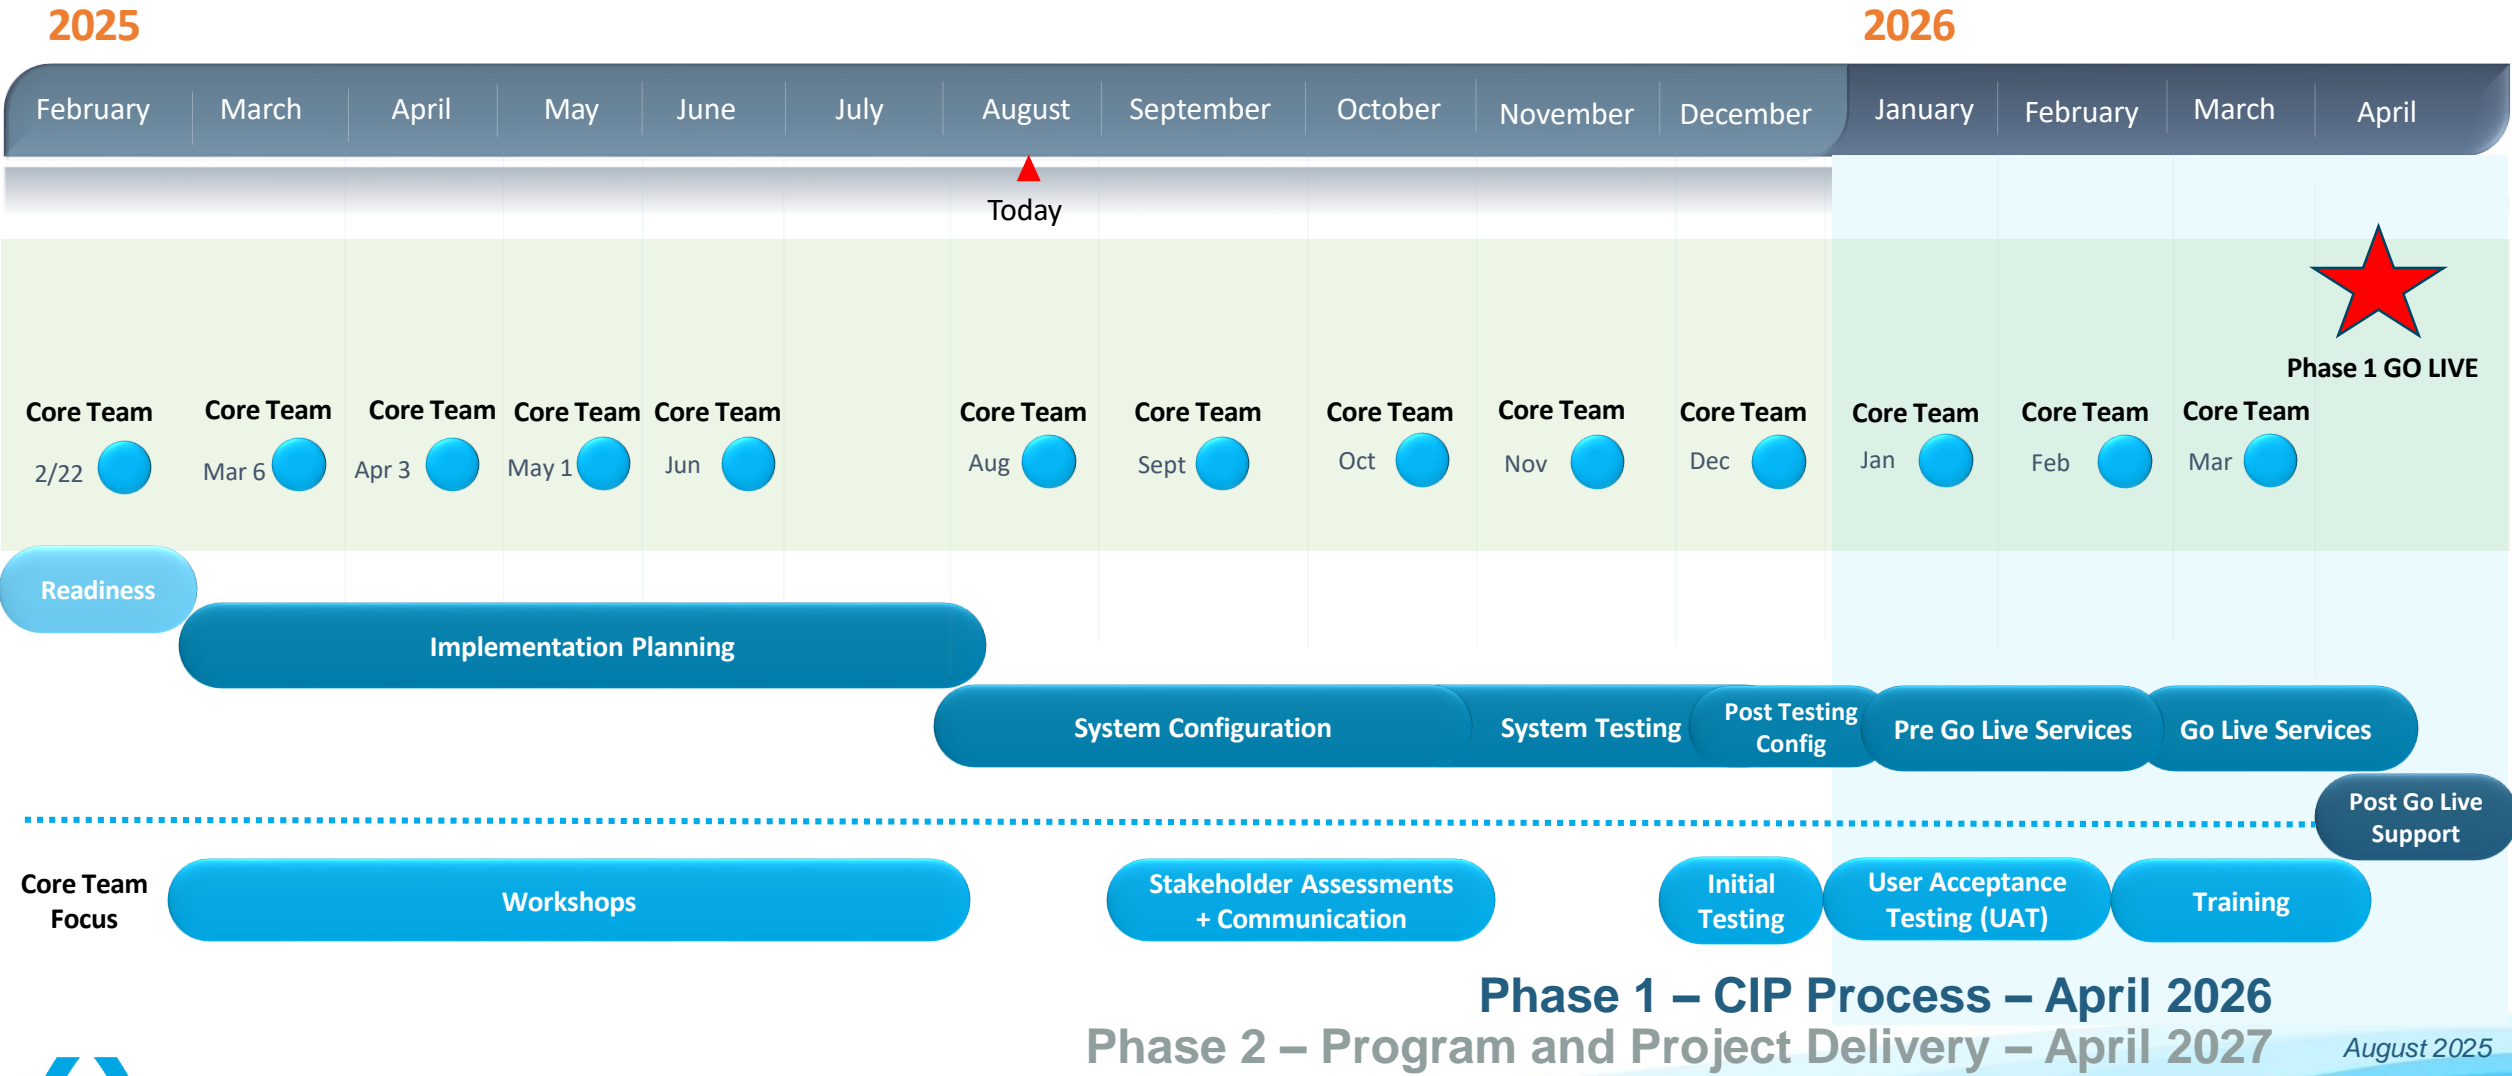 2025
2026
February
March
April
May
June
July
August
September
October
November
December
January
February
March
April
Today
Phase 1 GO LIVE
Core Team
Core Team
Core Team
Core Team
Core Team
Core Team
Core Team
Core Team
Core Team
Core Team
Core Team
Core Team
Core Team
2/22
Mar 6
Apr 3
May 1
Jun
Aug
Sept
Oct
Nov
Dec
Jan
Feb
Mar
Readiness
Implementation Planning
System Configuration
System Testing
Post Testing
Config
Pre Go Live Services
Go Live Services
Post Go Live
Support
Core Team
Focus
Workshops
Stakeholder Assessments
+ Communication
Initial
Testing
User Acceptance
Testing (UAT)
Training
Phase 1 – CIP Process – April 2026
Phase 2 – Program and Project Delivery – April 2027
August 2025